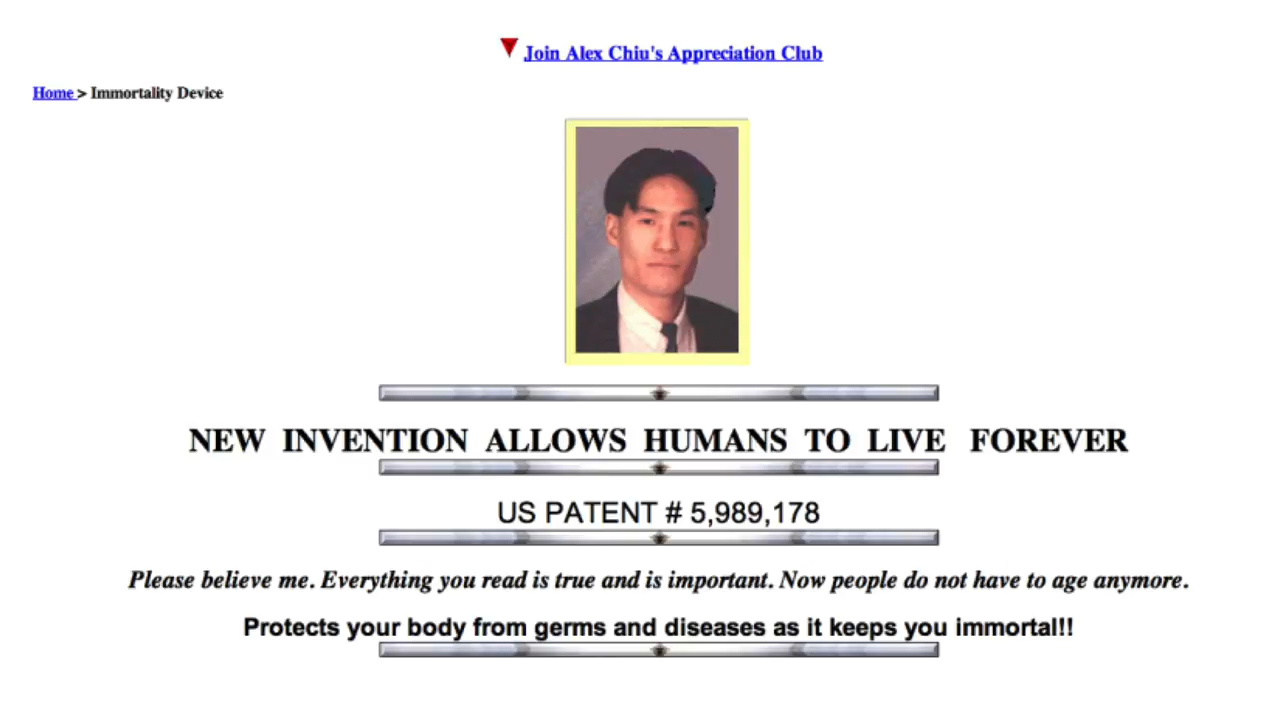 Join Alex Chiu's Appreciation Club
Home > Immortality Device
NEW INVENTION ALLOWS HUMANS TO LIVE FOREVER
US PATENT # 5,989,178
Please believe me. Everything you read is true and is important. Now people do not have to age anymore.
Protects your body from germs and diseases as it keeps you immortal!!